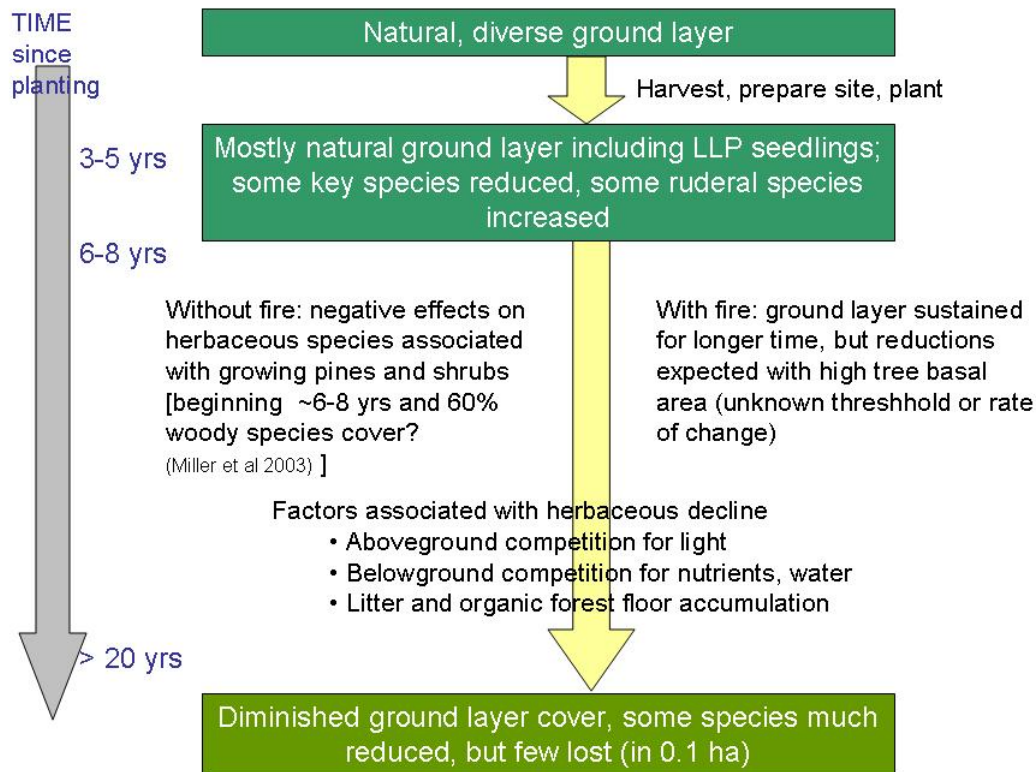 TIME
since
planting
Natural, diverse ground layer
Harvest, prepare site, plant
3-5 yrs
Mostly natural ground layer including LLP seedlings;
some key species reduced, some ruderal species
increased
6-8 yrs
Without fire: negative effects on
herbaceous species associated
with growing pines and shrubs
[beginning ~6-8 yrs and 60%
woody species cover?
(Miller et al 2003) ]
With fire: ground layer sustained
for longer time, but reductions
expected with high tree basal
area (unknown threshhold or rate
of change)
Factors associated with herbaceous decline
• Aboveground competition for light
• Belowground competition for nutrients, water
• Litter and organic forest floor accumulation
> 20 yrs
Diminished ground layer cover, some species much
reduced, but few lost (in 0.1 ha)